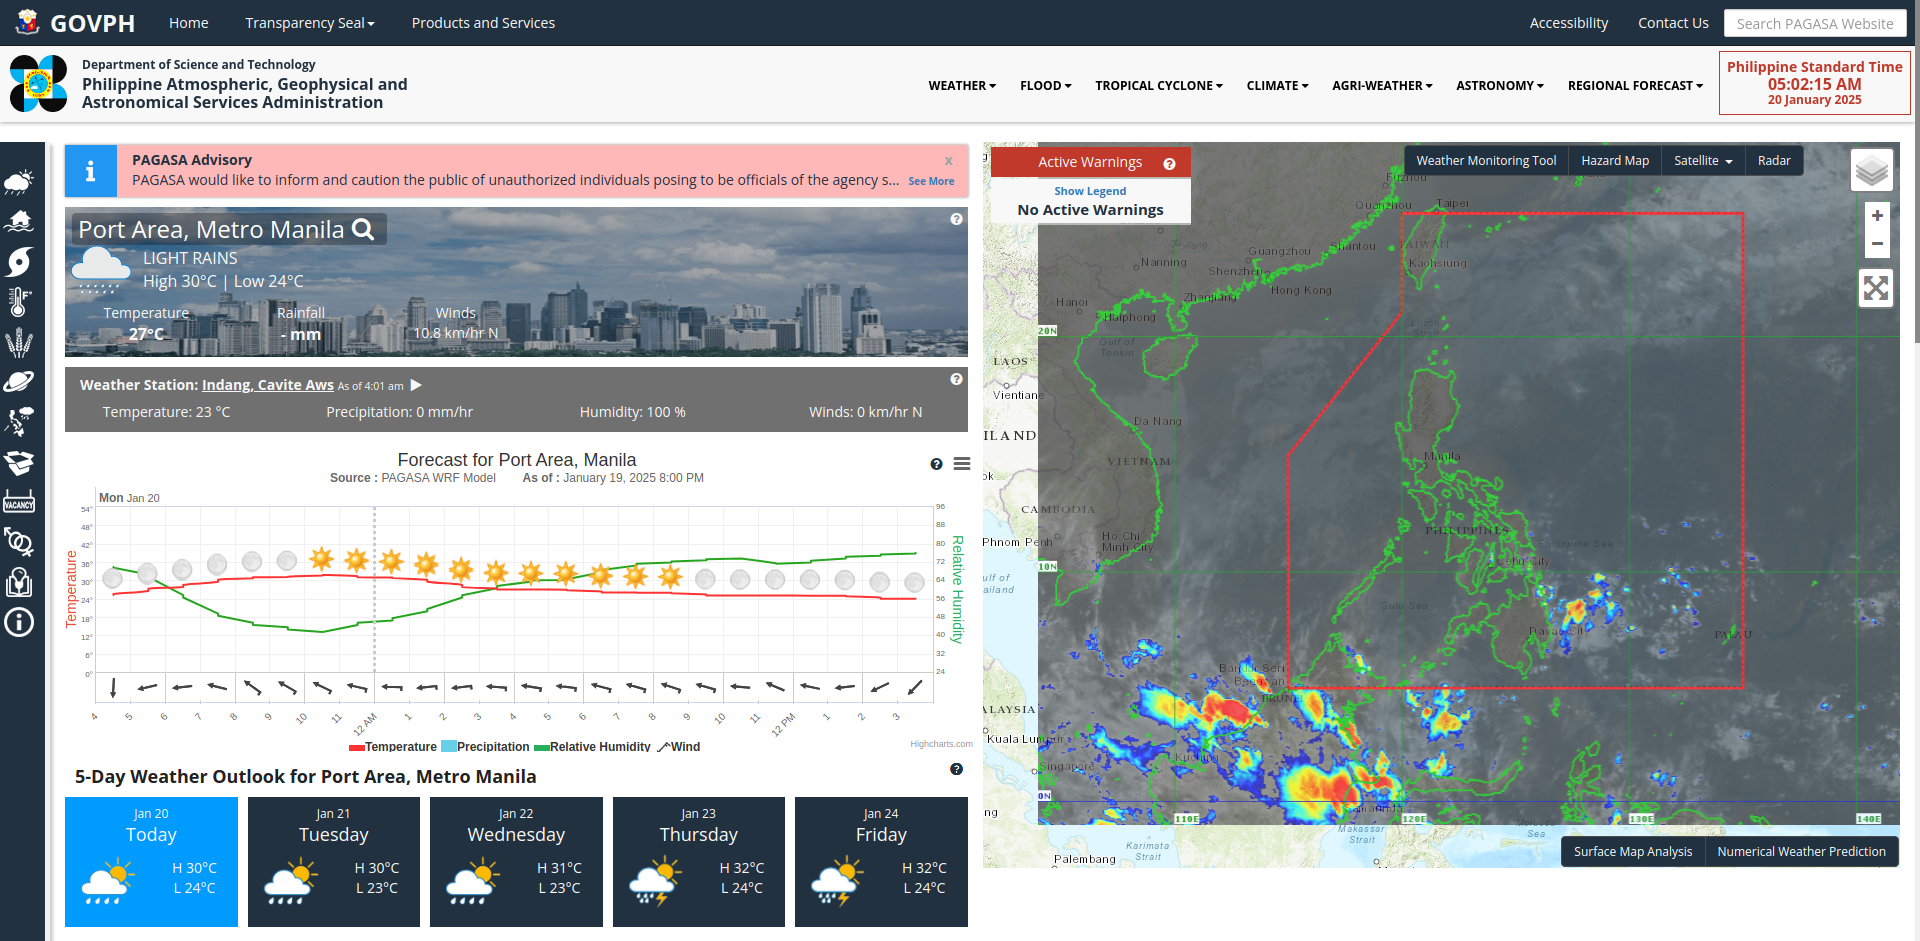 GOVPH
Home
Transparency Seal
Products and Services
Accessibility
Contact Us
Search PAGASA Website
Department of Science and Technology
Philippine Atmospheric, Geophysical and
Astronomical Services Administration
WEATHER
FLOOD
TROPICAL CYCLONE
CLIMATE
AGRI-WEATHER
ASTRONOMY
REGIONAL FORECAST
Philippine Standard Time
05:02:15 AM
20 January 2025
PAGASA Advisory
x
PAGASA would like to inform and caution the public of unauthorized individuals posing to be officials of the agency s...
See More
Port Area, Metro Manila
LIGHT RAINS
High 30°C | Low 24°C
Temperature
27°C
Rainfall
- mm
Winds
10.8 km/hr N
Weather Station: Indang, Cavite Aws As of 4:01 am
Temperature: 23 °C
Precipitation: 0 mm/hr
Humidity: 100 %
Winds: 0 km/hr N
Forecast for Port Area, Manila
Source : PAGASA WRF Model
As of : January 19, 2025 8:00 PM
Mon Jan 20
Temperature
54°
48°
42°
36°
30°
24°
18°
12°
6°
0°
96
88
80
72
64
56
48
40
32
24
Relative Humidity
4
5
6
7
8
9
10
11
12 AM
1
2
3
4
5
6
7
8
9
10
11
12 PM
1
2
3
Temperature
Precipitation
Relative Humidity
Wind
Highcharts.com
5-Day Weather Outlook for Port Area, Metro Manila
Jan 20
Today
H 30°C
L 24°C
Jan 21
Tuesday
H 30°C
L 23°C
Jan 22
Wednesday
H 31°C
L 23°C
Jan 23
Thursday
H 32°C
L 24°C
Jan 24
Friday
H 32°C
L 24°C
VACANCY
Active Warnings
Show Legend
No Active Warnings
Weather Monitoring Tool
Hazard Map
Satellite
Radar
+
−
Fuzhou
Quanzhou
Taipei
TAIWAN
Kaohsiung
Shantou
Guangzhou
Shenzhen
Hong Kong
Nanning
Zhanjiang
Hanoi
Haiphong
20N
Gulf of
Tonkin
Luzon
Strait
LAOS
Vientiane
ILAND
Da Nang
VIETNAM
Manila
CAMBODIA
Phnom Penh
Ho Chi
Minh City
PHILIPPINES
Philippine Sea
Cebu City
10N
ulf of
ailand
Sulu Sea
Davao City
PALAU
Bandar Seri
Begawan
BRUNEI
ALAYSIA
Kuala Lumpur
Kuching
Singapore
0N
Samarinda
110E
120E
130E
140E
ng
Palembang
Karimata
Strait
Makassar
Strait
Molucca
Sea
Surface Map Analysis
Numerical Weather Prediction